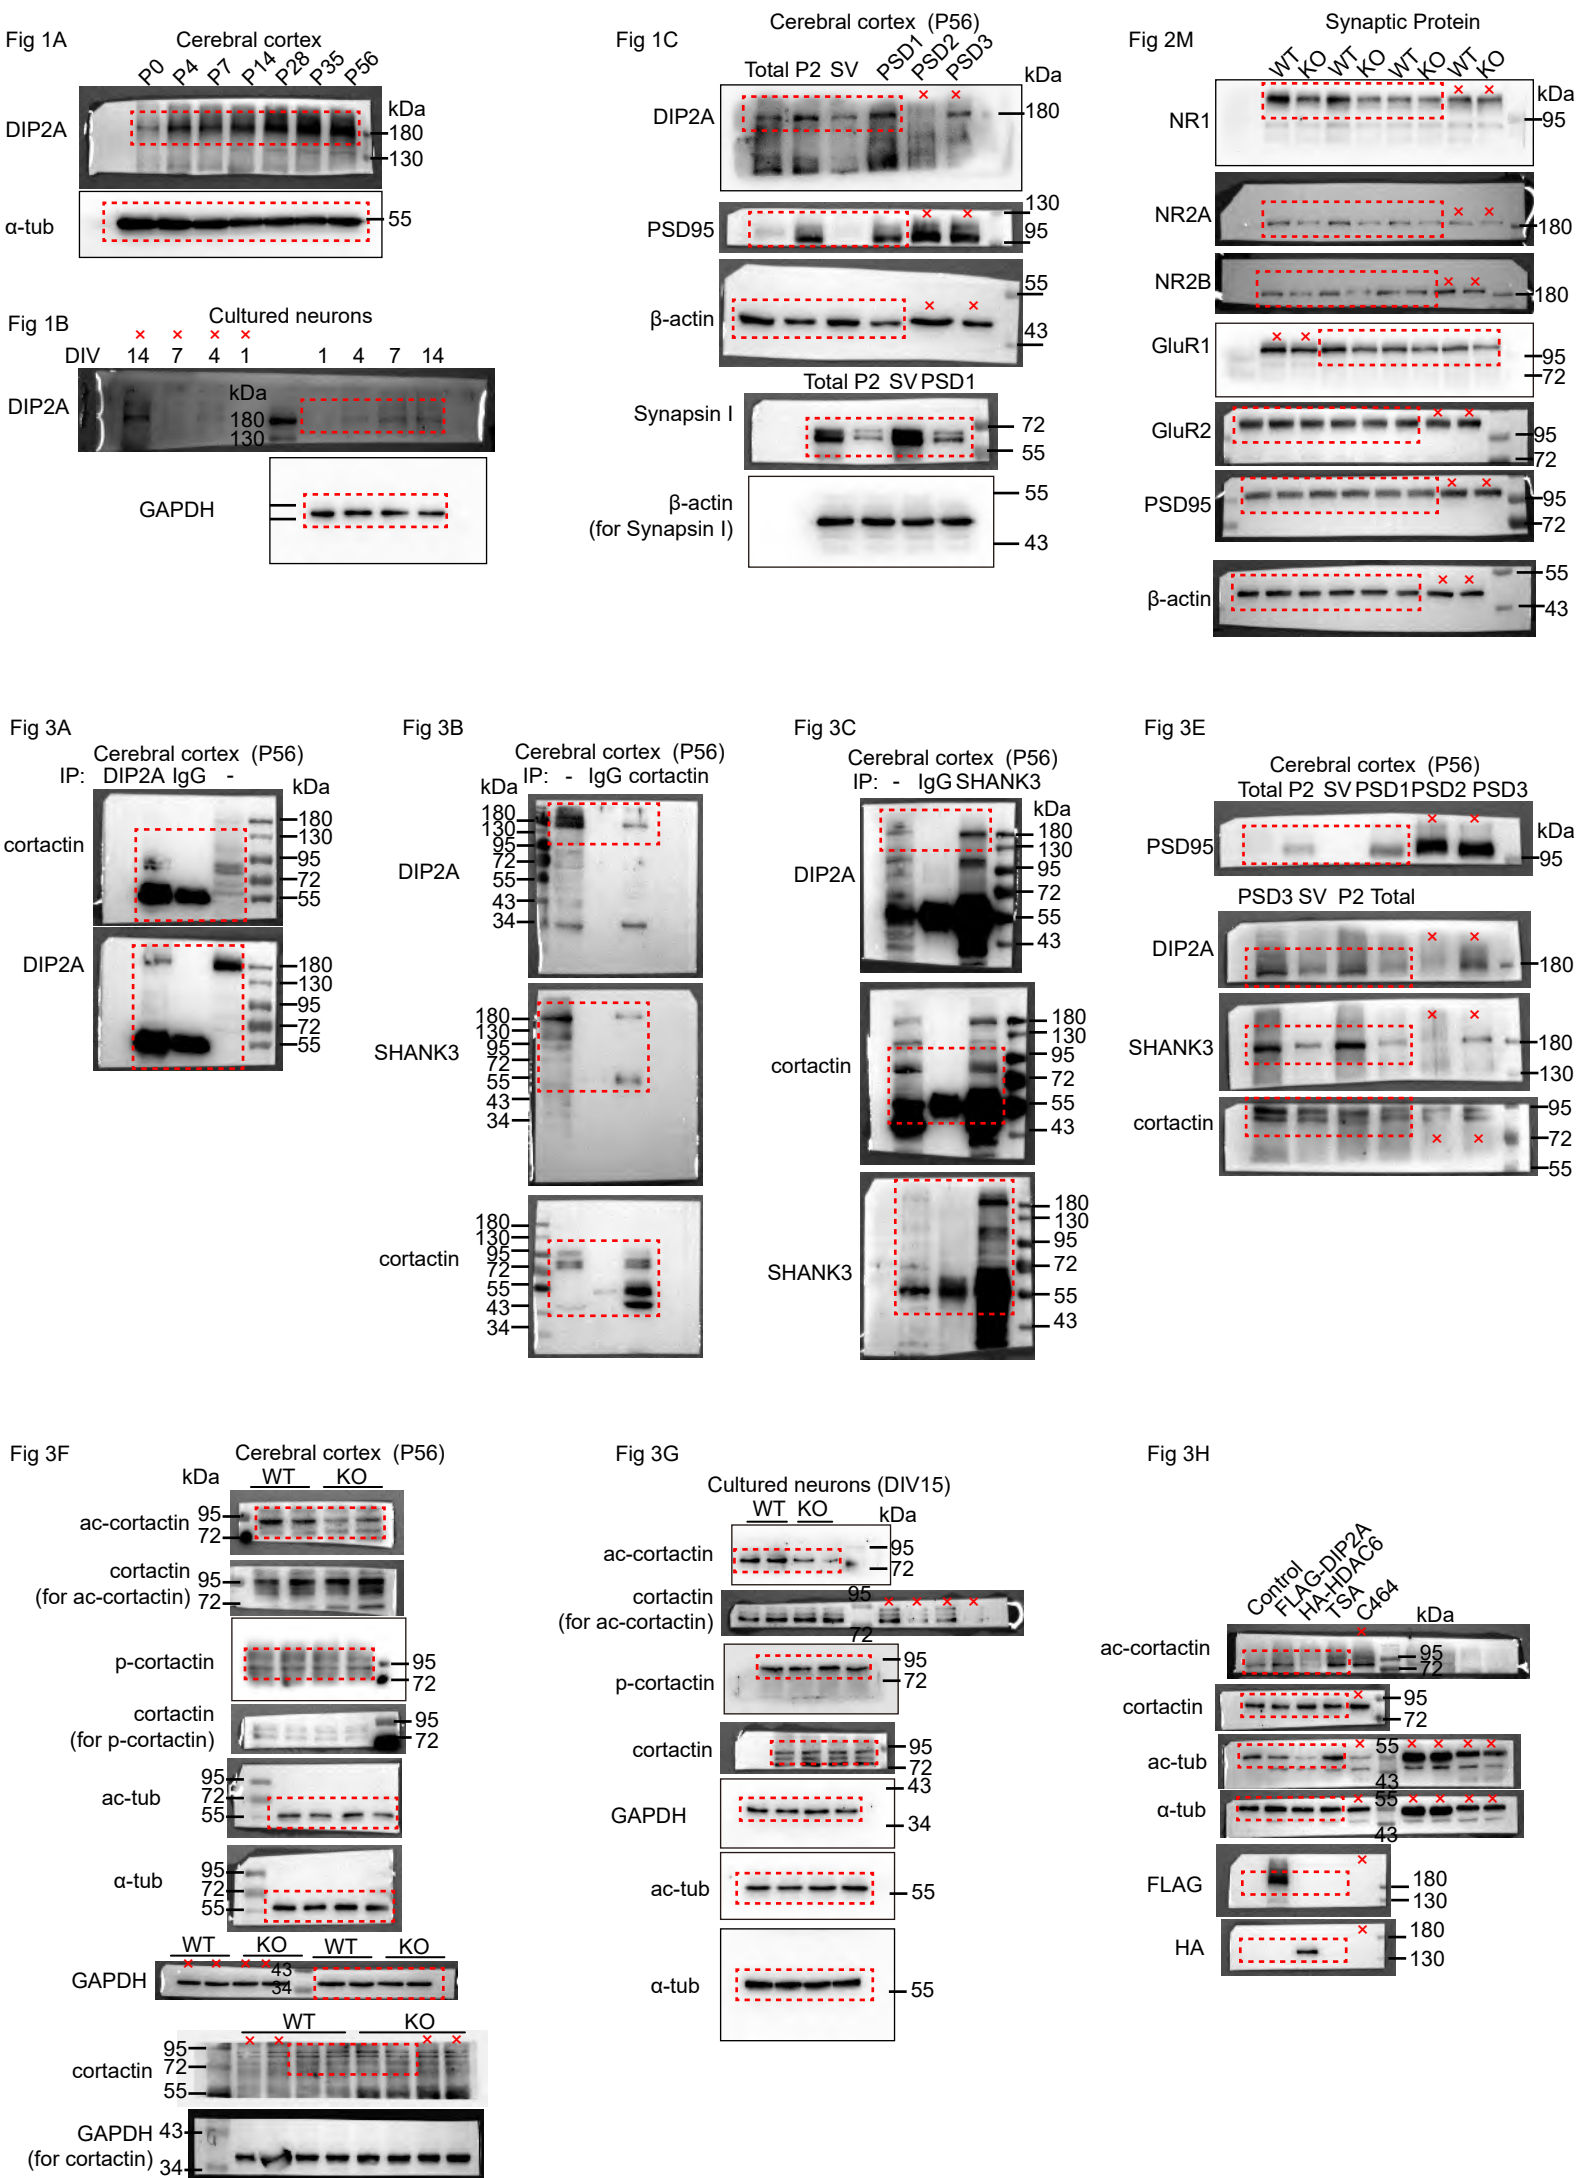 Fig 1A
Cerebral cortex
P0 P4 P7 P14 P28 P35 P56
kDa
DIP2A
180
130
α-tub
55
Fig 1B
Cultured neurons
× × × ×
DIV 14 7 4 1 1 4 7 14
kDa
DIP2A
180
130
GAPDH
Fig 1C
Cerebral cortex (P56)
Total P2 SV PSD1 PSD2 PSD3
kDa
× ×
DIP2A
180
130
× ×
PSD95
95
55
× ×
β-actin
43
Total P2 SV PSD1
Synapsin I
72
55
β-actin
(for Synapsin I)
55
43
Fig 2M
Synaptic Protein
WT KO WT KO WT KO WT KO
× ×
kDa
NR1
95
NR2A
× ×
180
NR2B
× ×
180
GluR1
× ×
95
72
GluR2
× ×
95
72
PSD95
× ×
95
72
β-actin
× ×
55
43
Fig 3A
Cerebral cortex (P56)
IP: DIP2A IgG -
kDa
cortactin
180
130
95
72
55
DIP2A
180
130
95
72
55
Fig 3B
Cerebral cortex (P56)
IP: - IgG cortactin
kDa
180
130
95
72
55
43
34
DIP2A
180
130
95
72
55
43
34
SHANK3
180
130
95
72
55
43
34
cortactin
Fig 3C
Cerebral cortex (P56)
IP: - IgG SHANK3
kDa
DIP2A
180
130
95
72
55
43
cortactin
180
130
95
72
55
43
SHANK3
180
130
95
72
55
43
Fig 3E
Cerebral cortex (P56)
Total P2 SV PSD1 PSD2 PSD3
× ×
kDa
PSD95
95
PSD3 SV P2 Total
× ×
DIP2A
180
× ×
SHANK3
180
130
cortactin
× ×
95
72
55
Fig 3F
Cerebral cortex (P56)
kDa
WT KO
ac-cortactin
95
72
cortactin
(for ac-cortactin)
95
72
p-cortactin
95
72
cortactin
(for p-cortactin)
95
72
ac-tub
95
72
55
α-tub
95
72
55
WT KO WT KO
× × × ×
GAPDH
43
34
WT KO
× × × ×
cortactin
95
72
55
GAPDH
(for cortactin)
43
34
Fig 3G
Cultured neurons (DIV15)
WT KO
kDa
ac-cortactin
95
72
cortactin
(for ac-cortactin)
95
× × × ×
72
p-cortactin
95
72
cortactin
95
72
GAPDH
43
34
ac-tub
55
α-tub
55
Fig 3H
Control FLAG-DIP2A HA-HDAC6 TSA C464
kDa
×
ac-cortactin
95
72
×
cortactin
95
72
× × × × ×
ac-tub
55
43
× × × × ×
α-tub
55
43
×
FLAG
180
130
×
HA
180
130